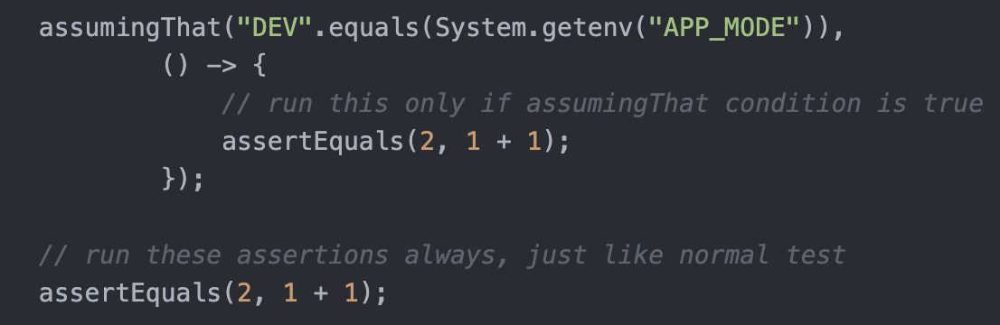 assumingThat("DEV".equals(System.getenv("APP_MODE")),
() -> {
// run this only if assumingThat condition is true
assertEquals(2, 1 + 1);
});
// run these assertions always, just like normal test
assertEquals(2, 1 + 1);